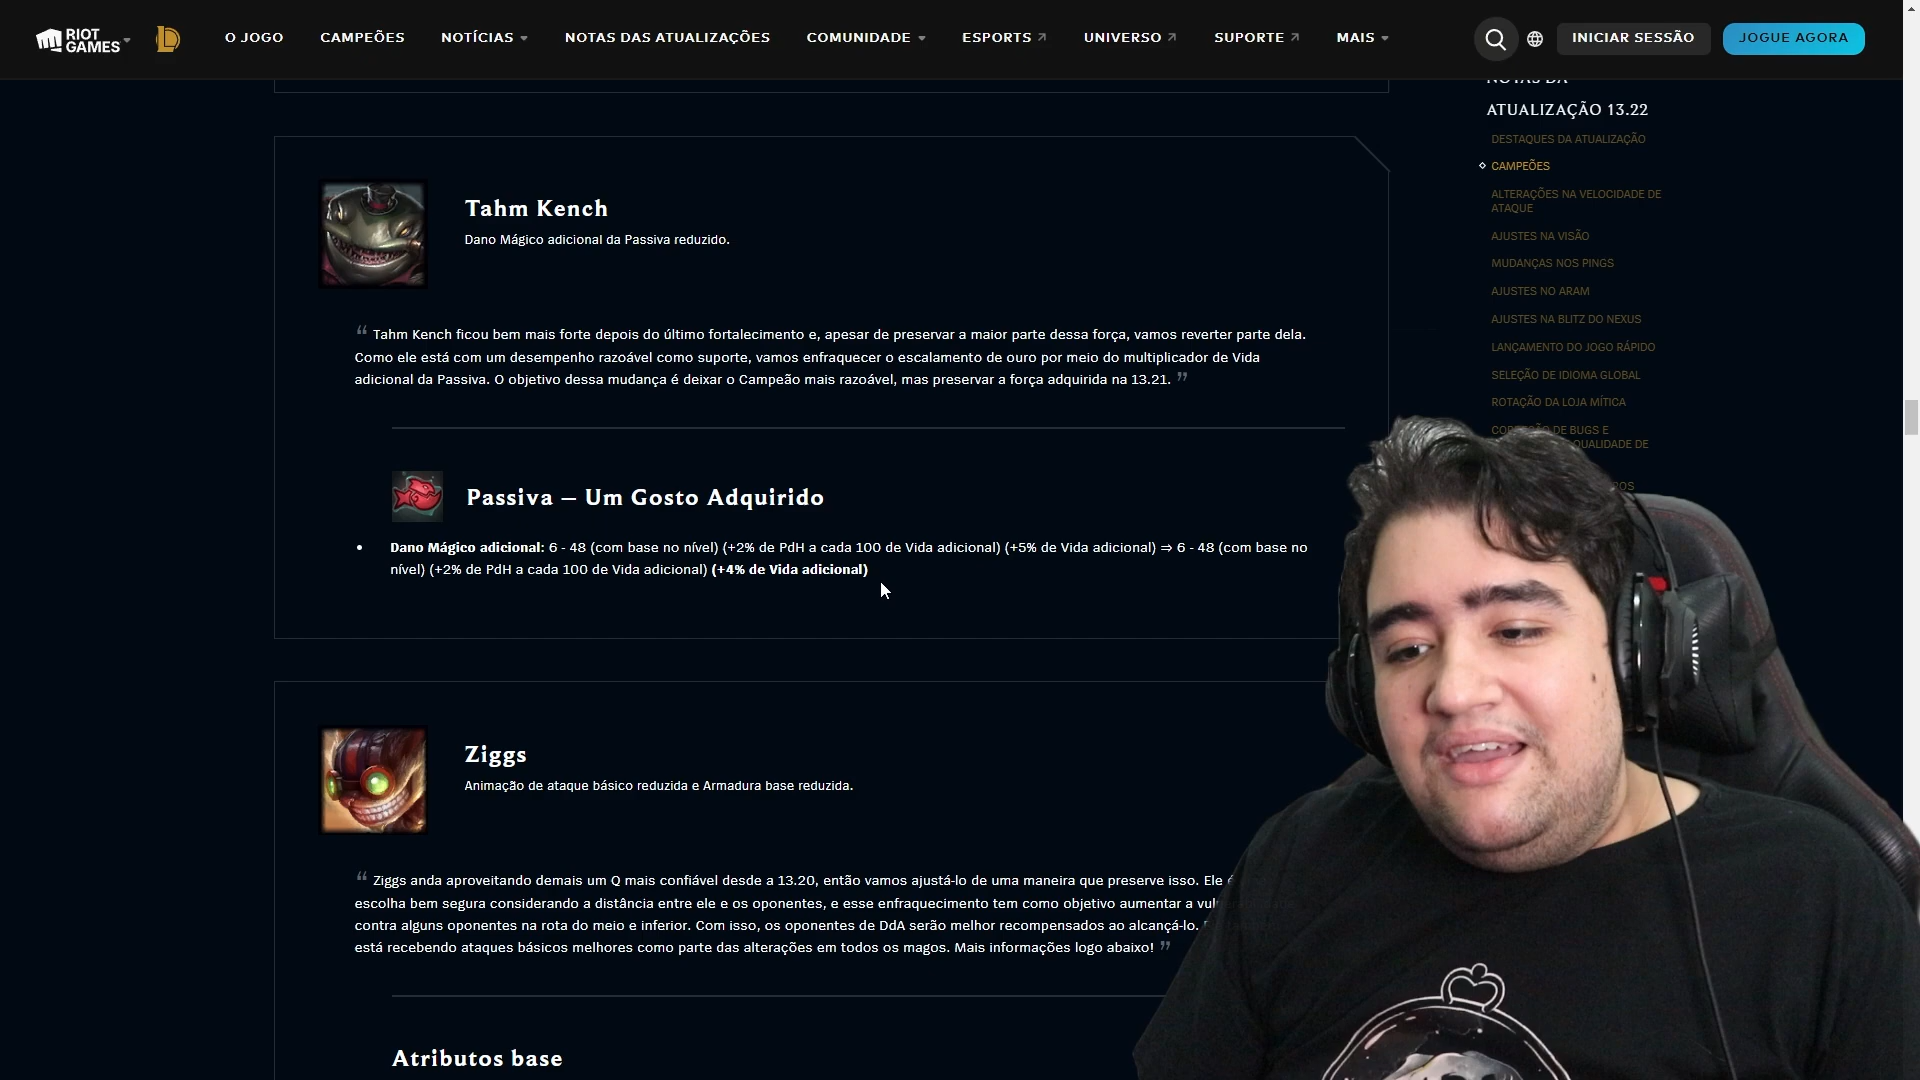 RIOT GAMES
O JOGO
CAMPEÕES
NOTÍCIAS
NOTAS DAS ATUALIZAÇÕES
COMUNIDADE
ESPORTS
UNIVERSO
SUPORTE
MAIS
INICIAR SESSÃO
JOGUE AGORA
NOTAS DA
ATUALIZAÇÃO 13.22
DESTAQUES DA ATUALIZAÇÃO
CAMPEÕES
ALTERAÇÕES NA VELOCIDADE DE
ATAQUE
AJUSTES NA VISÃO
MUDANÇAS NOS PINGS
AJUSTES NO ARAM
AJUSTES NA BLITZ DO NEXUS
LANÇAMENTO DO JOGO RÁPIDO
SELEÇÃO DE IDIOMA GLOBAL
ROTAÇÃO DA LOJA MÍTICA
DE BUGS E
QUALIDADE DE
Tahm Kench
Dano Mágico adicional da Passiva reduzido.
“ Tahm Kench ficou bem mais forte depois do último fortalecimento e, apesar de preservar a maior parte dessa força, vamos reverter parte dela.
Como ele está com um desempenho razoável como suporte, vamos enfraquecer o escalamento de ouro por meio do multiplicador de Vida
adicional da Passiva. O objetivo dessa mudança é deixar o Campeão mais razoável, mas preservar a força adquirida na 13.21. ”
Passiva – Um Gosto Adquirido
• Dano Mágico adicional: 6 - 48 (com base no nível) (+2% de PdH a cada 100 de Vida adicional) (+5% de Vida adicional) ⇒ 6 - 48 (com base no
nível) (+2% de PdH a cada 100 de Vida adicional) (+4% de Vida adicional)
Ziggs
Animação de ataque básico reduzida e Armadura base reduzida.
“ Ziggs anda aproveitando demais um Q mais confiável desde a 13.20, então vamos ajustá-lo de uma maneira que preserve isso. Ele
escolha bem segura considerando a distância entre ele e os oponentes, e esse enfraquecimento tem como objetivo aumentar a
contra alguns oponentes na rota do meio e inferior. Com isso, os oponentes de DdA serão melhor recompensados ao alcançá-lo.
está recebendo ataques básicos melhores como parte das alterações em todos os magos. Mais informações logo abaixo! ”
Atributos base